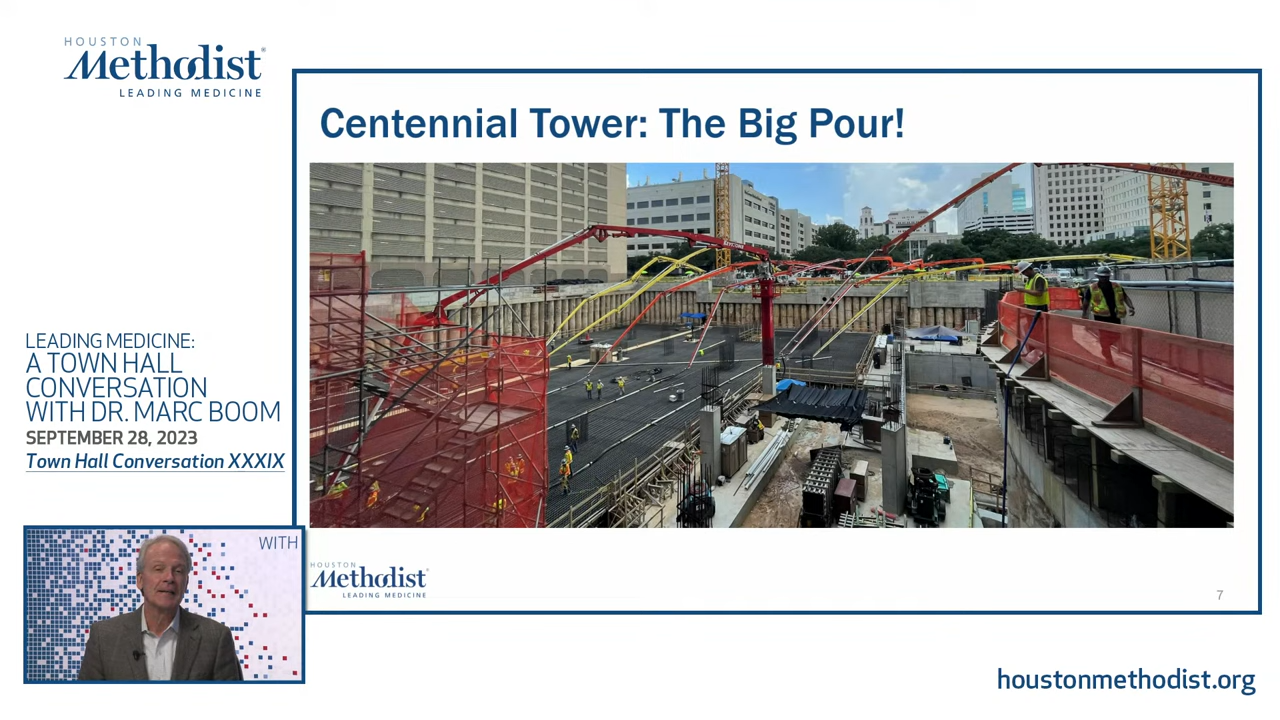 HOUSTON
Methodist®
LEADING MEDICINE
Centennial Tower: The Big Pour!
LEADING MEDICINE:
A TOWN HALL
CONVERSATION
WITH DR. MARC BOOM
SEPTEMBER 28, 2023
Town Hall Conversation XXXIX
WITH
HOUSTON
Methodist®
LEADING MEDICINE
7
houstonmethodist.org